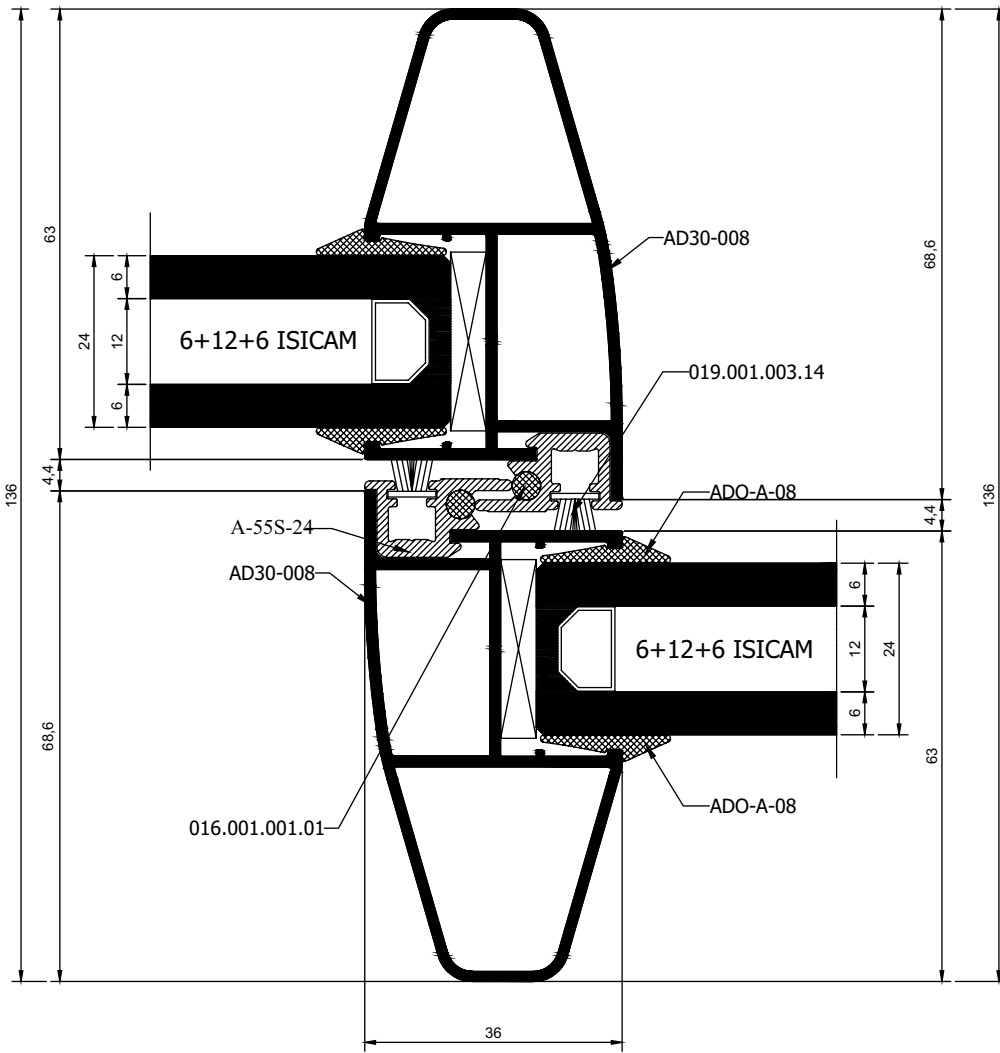 136
63
68,6
136
AD30-008
6
12
24
6
6+12+6 ISICAM
019.001.003.14
4,4
4,4
ADO-A-08
A-55S-24
AD30-008
6
12
24
6
6+12+6 ISICAM
68,6
63
016.001.001.01
ADO-A-08
36